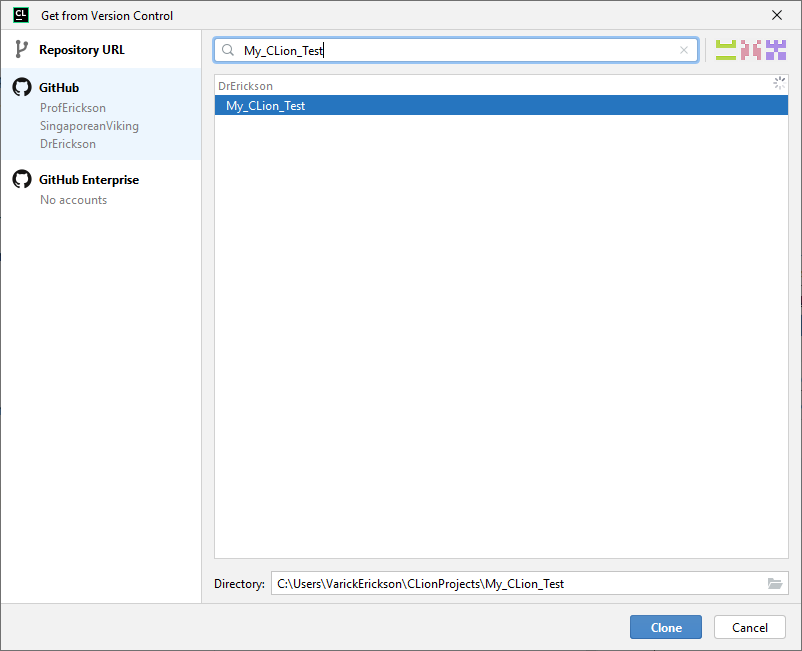 CL
Get from Version Control
Repository URL
GitHub
ProfErickson
SingaporeanViking
DrErickson
GitHub Enterprise
No accounts
My_CLion_Test
DrErickson
My_CLion_Test
Directory: C:\Users\VarickErickson\CLionProjects\My_CLion_Test
Clone Cancel